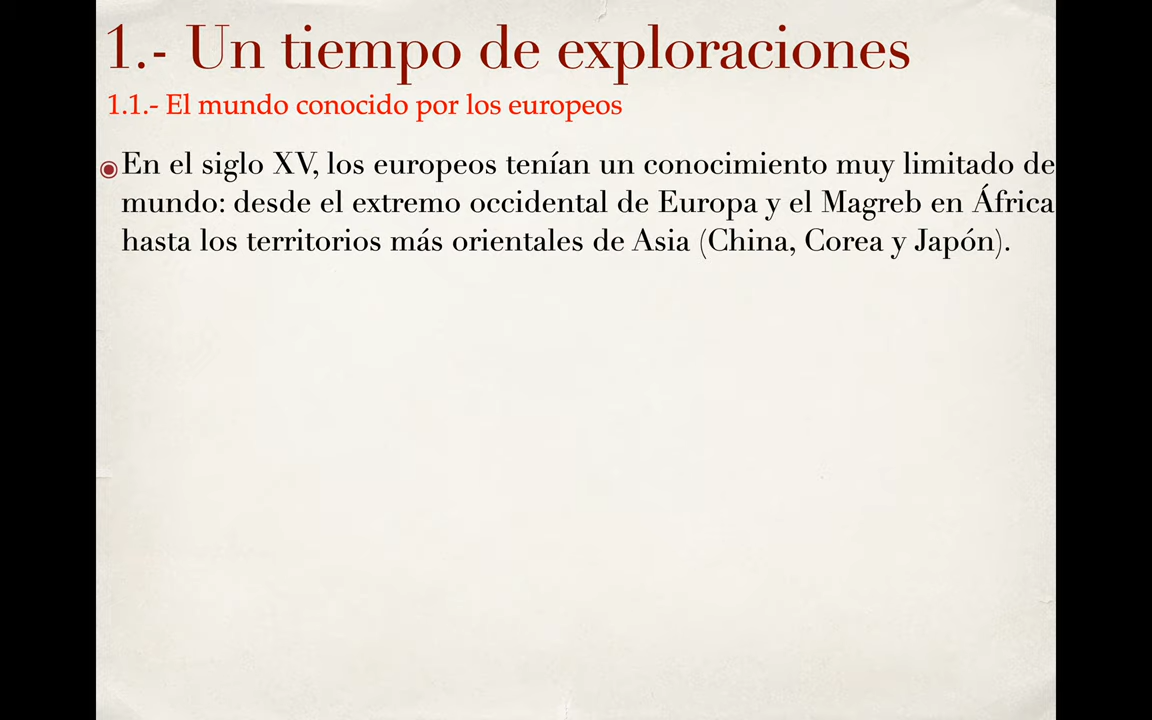 1.- Un tiempo de exploraciones
1.1.- El mundo conocido por los europeos
En el siglo XV, los europeos tenían un conocimiento muy limitado de
mundo: desde el extremo occidental de Europa y el Magreb en África
hasta los territorios más orientales de Asia (China, Corea y Japón).